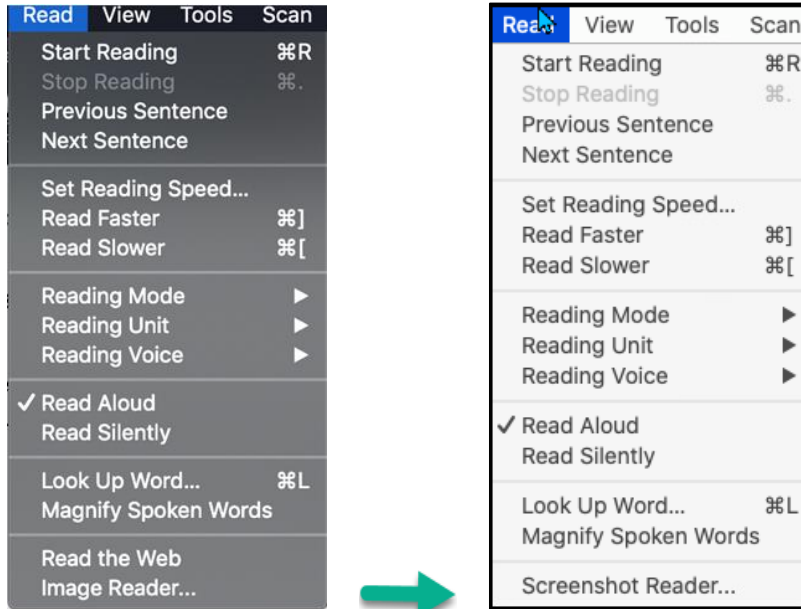 Read View Tools Scan
Start Reading ⌘R
Stop Reading ⌘.
Previous Sentence
Next Sentence
Set Reading Speed...
Read Faster ⌘]
Read Slower ⌘[
Reading Mode ▶
Reading Unit ▶
Reading Voice ▶
✓ Read Aloud
Read Silently
Look Up Word... ⌘L
Magnify Spoken Words
Read the Web
Image Reader...
Read View Tools Scan
Start Reading ⌘R
Stop Reading ⌘.
Previous Sentence
Next Sentence
Set Reading Speed...
Read Faster ⌘]
Read Slower ⌘[
Reading Mode ▶
Reading Unit ▶
Reading Voice ▶
✓ Read Aloud
Read Silently
Look Up Word... ⌘L
Magnify Spoken Words
Screenshot Reader...